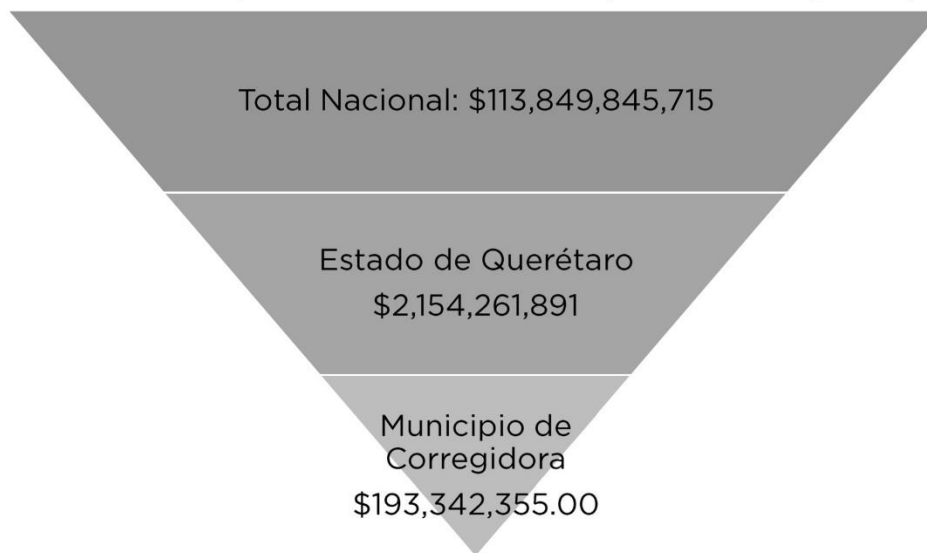 Total Nacional: $113,849,845,715
Estado de Querétaro
$2,154,261,891
Municipio de
Corregidora
$193,342,355.00